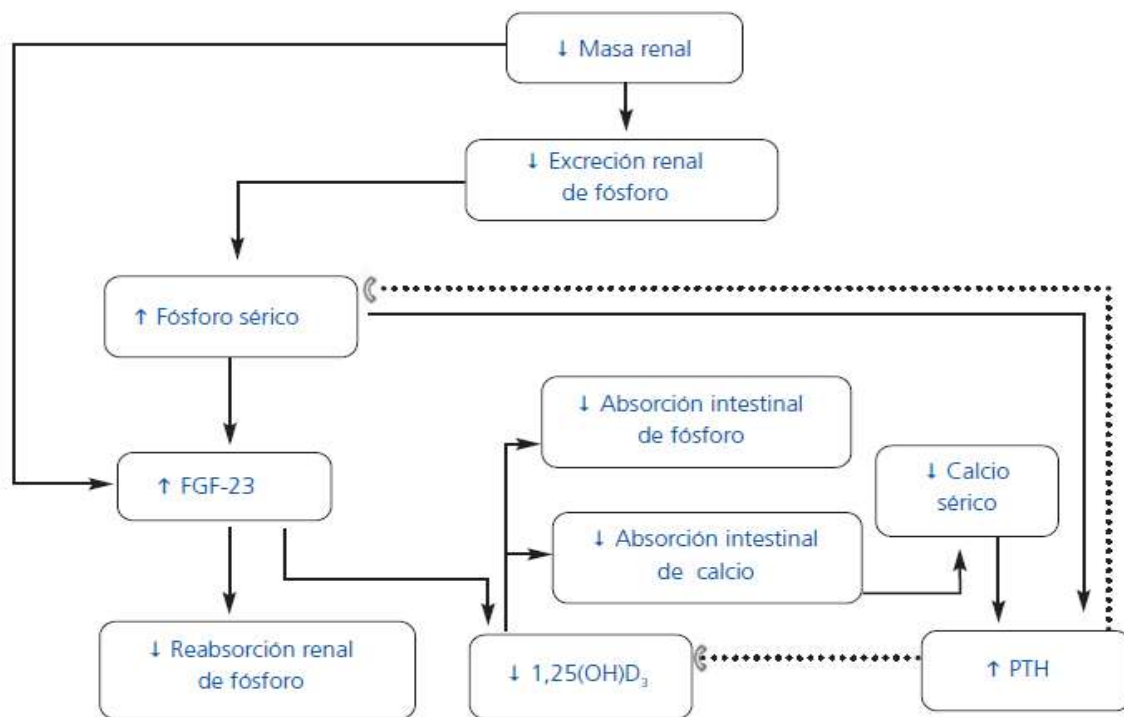 ↓ Masa renal
↓ Excreción renal
de fósforo
↑ Fósforo sérico
↓ Absorción intestinal
de fósforo
↓ Calcio
sérico
↑ FGF-23
↓ Absorción intestinal
de calcio
↓ Reabsorción renal
de fósforo
↓ 1,25(OH)D₃
↑ PTH